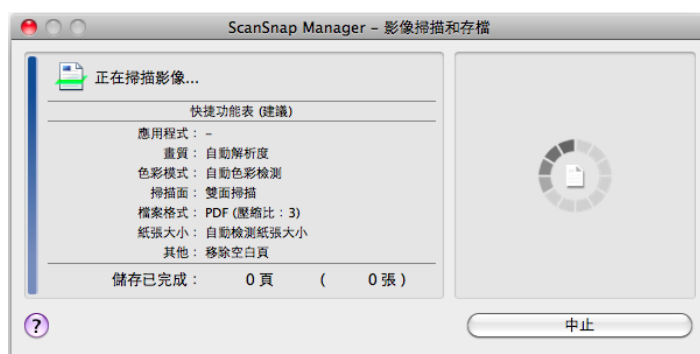 ScanSnap Manager – 影像掃描和存檔
正在掃描影像...
快捷功能表 (建議)
應用程式： –
畫質： 自動解析度
色彩模式： 自動色彩檢測
掃描面： 雙面掃描
檔案格式： PDF (壓縮比：3)
紙張大小： 自動檢測紙張大小
其他： 移除空白頁
儲存已完成： 0 頁 ( 0 張 )
? 中止